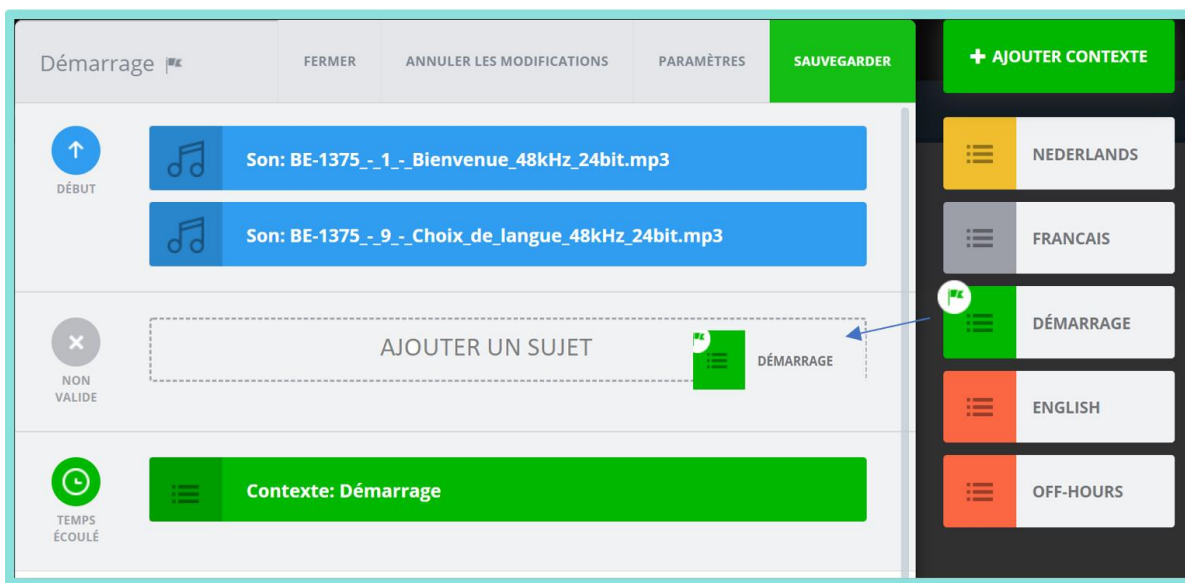 Démarrage
FERMER
ANNULER LES MODIFICATIONS
PARAMÈTRES
SAUVEGARDER
+ AJOUTER CONTEXTE
DÉBUT
Son: BE-1375_-_1_-_Bienvenue_48kHz_24bit.mp3
Son: BE-1375_-_9_-_Choix_de_langue_48kHz_24bit.mp3
NON
VALIDE
AJOUTER UN SUJET
DÉMARRAGE
TEMPS
ÉCOULÉ
Contexte: Démarrage
NEDERLANDS
FRANCAIS
DÉMARRAGE
ENGLISH
OFF-HOURS